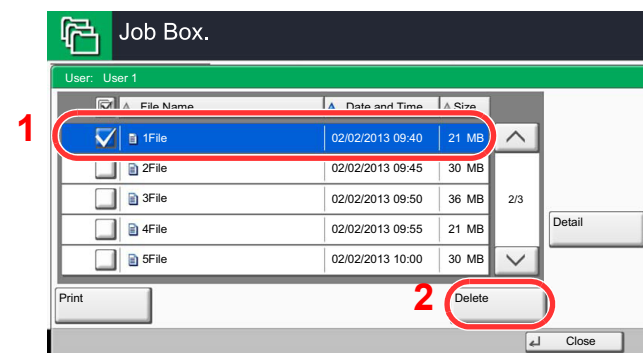 Job Box.
User: User 1
File Name Date and Time Size
1
1File 02/02/2013 09:40 21 MB
2File 02/02/2013 09:45 30 MB
3File 02/02/2013 09:50 36 MB 2/3
4File 02/02/2013 09:55 21 MB
Detail
5File 02/02/2013 10:00 30 MB
Print 2 Delete
Close